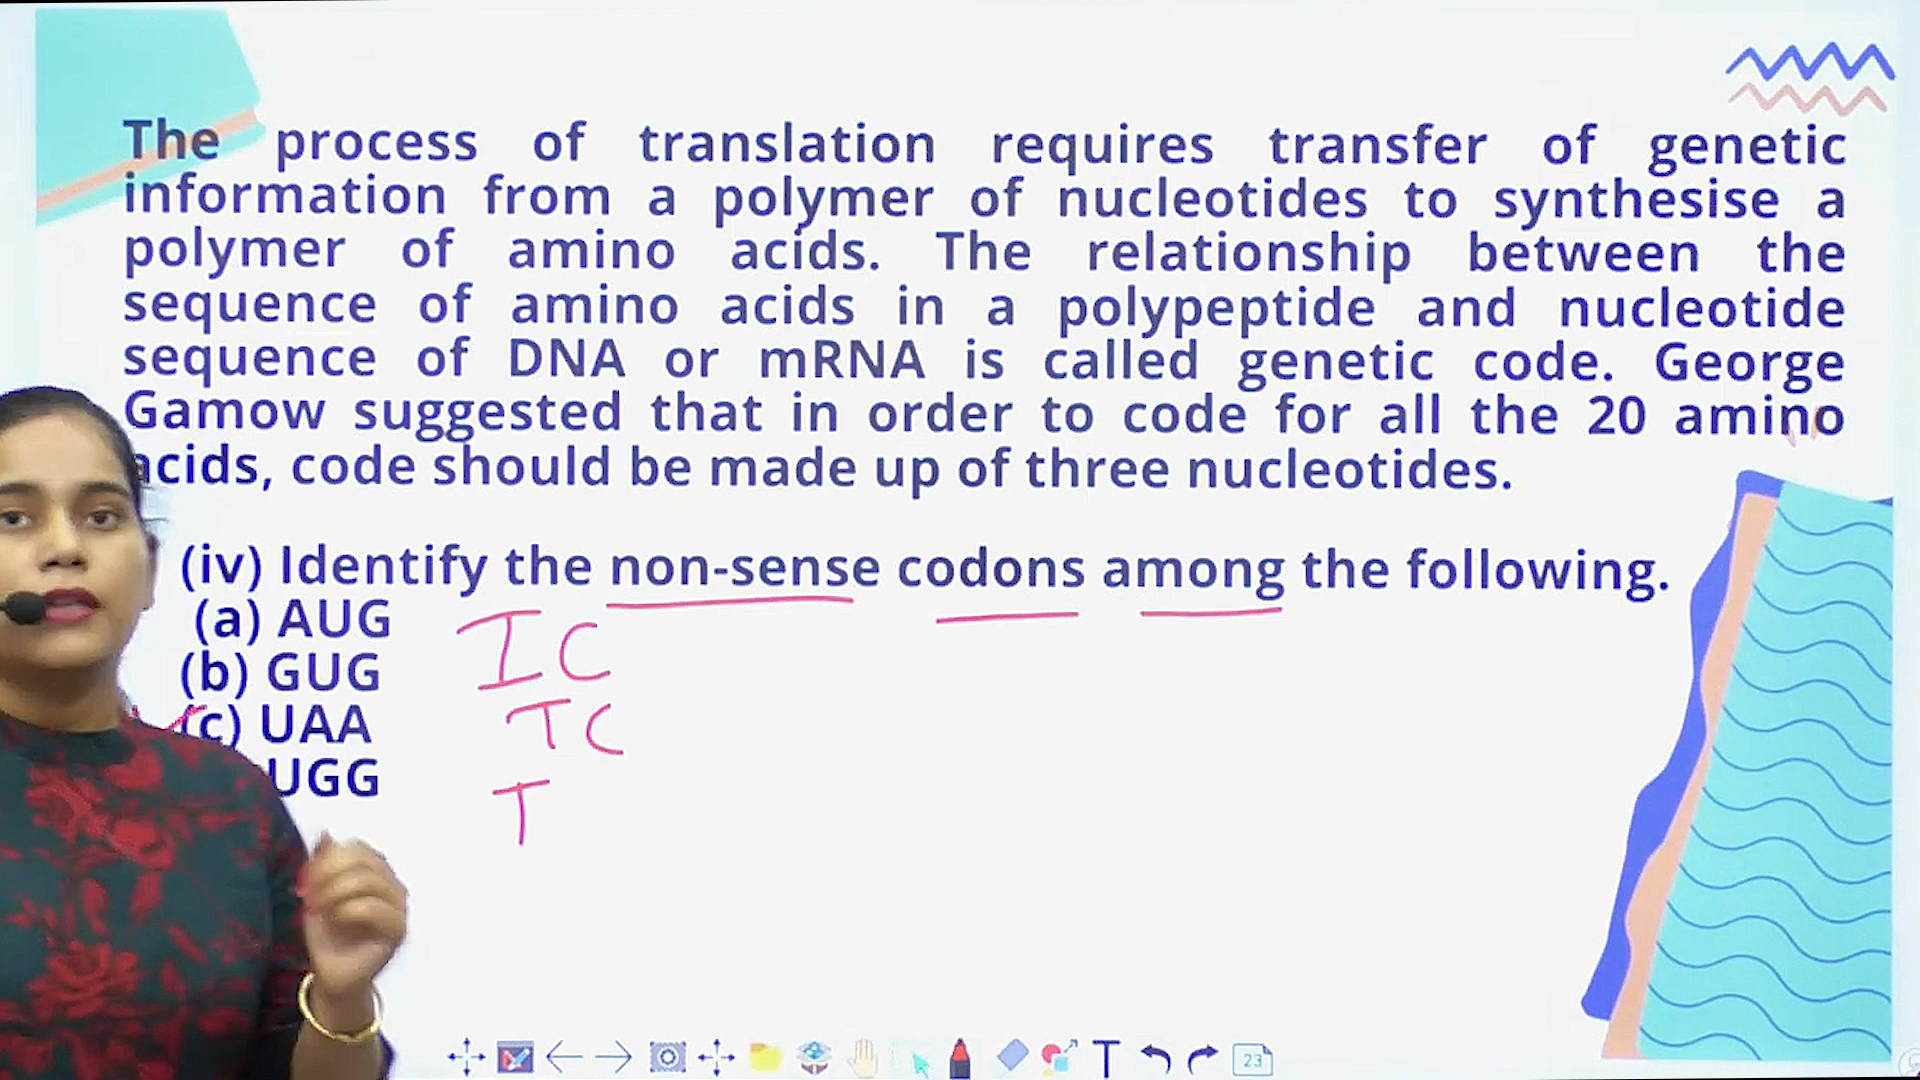 The process of translation requires transfer of genetic
information from a polymer of nucleotides to synthesise a
polymer of amino acids. The relationship between the
sequence of amino acids in a polypeptide and nucleotide
sequence of DNA or mRNA is called genetic code. George
Gamow suggested that in order to code for all the 20 amino
acids, code should be made up of three nucleotides.
(iv) Identify the non-sense codons among the following.
(a) AUG
IC
(b) GUG
(c) UAA
TC
UGG
T
T
23